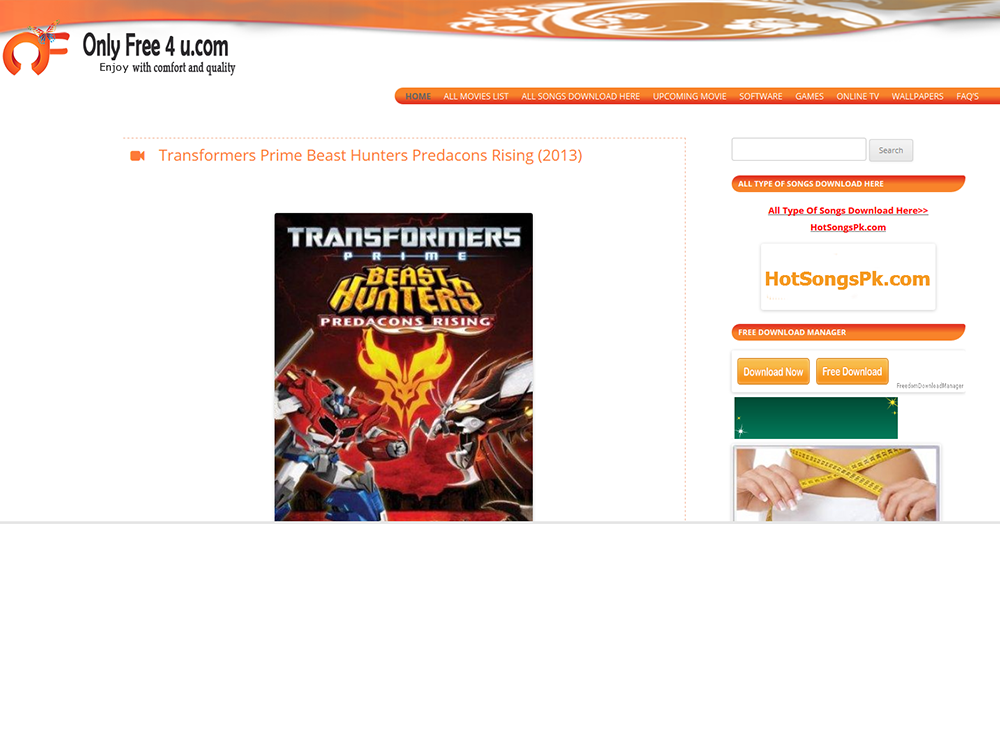 Only Free 4 u.com
Enjoy with comfort and quality
HOME ALL MOVIES LIST ALL SONGS DOWNLOAD HERE UPCOMING MOVIE SOFTWARE GAMES ONLINE TV WALLPAPERS FAQ'S
Transformers Prime Beast Hunters Predacons Rising (2013)
TRANSFORMERS
PRIME
BEAST
HUNTERS
PREDACONS RISING
Search
ALL TYPE OF SONGS DOWNLOAD HERE
All Type Of Songs Download Here>>
HotSongsPk.com
HotSongsPk.com
FREE DOWNLOAD MANAGER
Download Now Free Download
FreedomDownloadManager